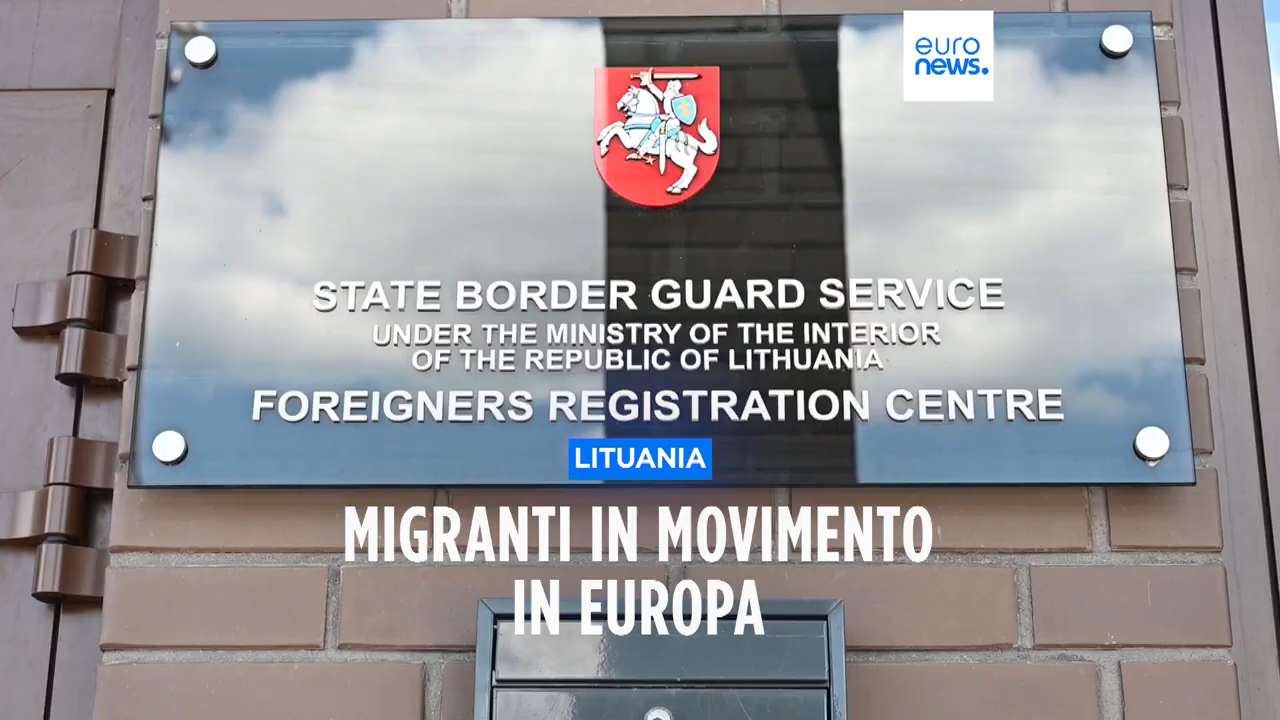 euro
news.
STATE BORDER GUARD SERVICE
UNDER THE MINISTRY OF THE INTERIOR
OF THE REPUBLIC OF LITHUANIA
FOREIGNERS REGISTRATION CENTRE
LITUANIA
MIGRANTI IN MOVIMENTO
IN EUROPA